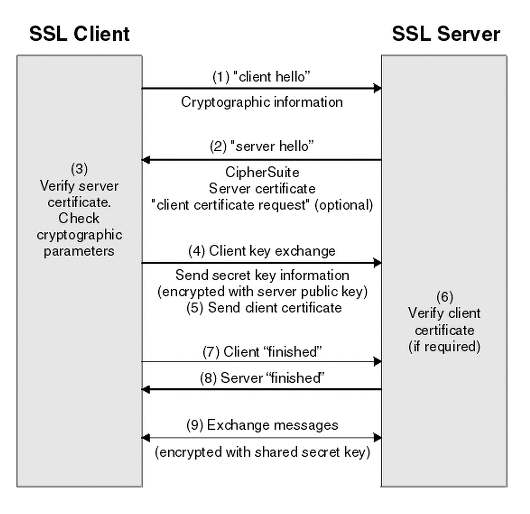 SSL Client
SSL Server
(1) "client hello"
Cryptographic information
(2) "server hello"
CipherSuite
Server certificate
"client certificate request" (optional)
(3)
Verify server
certificate.
Check
cryptographic
parameters
(4) Client key exchange
Send secret key information
(encrypted with server public key)
(5) Send client certificate
(6)
Verify client
certificate
(if required)
(7) Client “finished”
(8) Server “finished”
(9) Exchange messages
(encrypted with shared secret key)